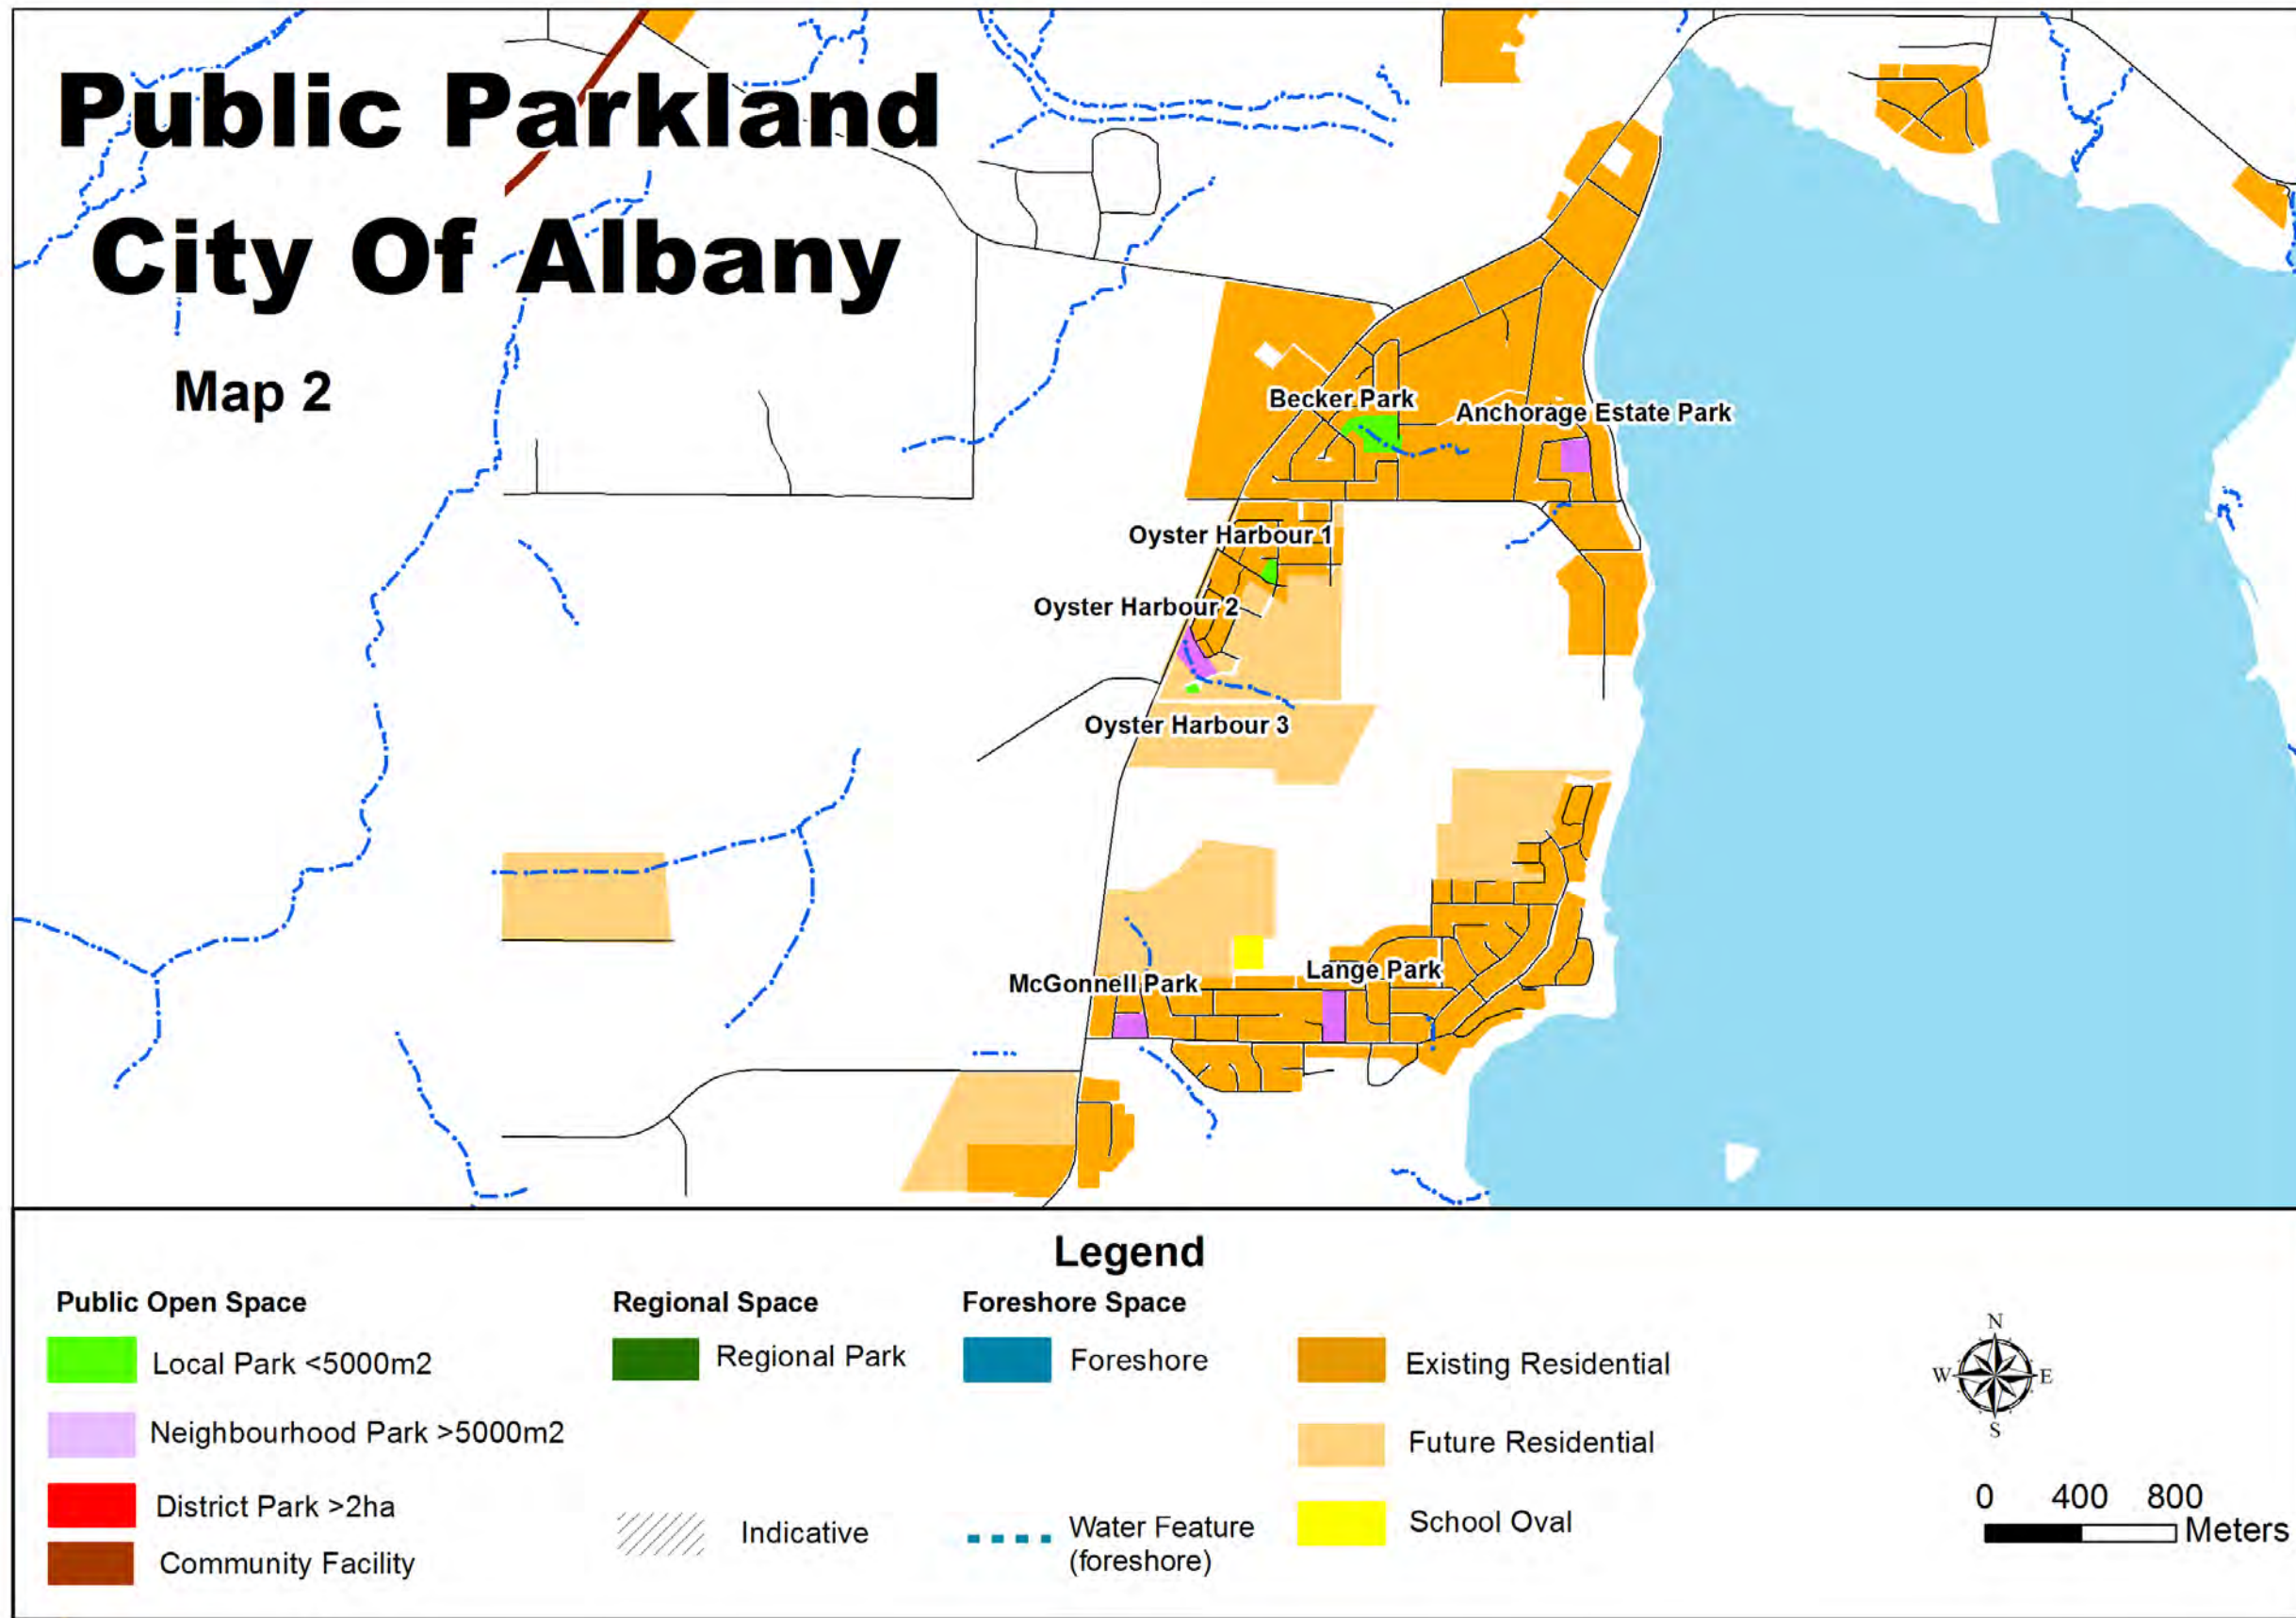 Public Parkland
City Of Albany
Map 2
Becker Park
Anchorage Estate Park
Oyster Harbour 1
Oyster Harbour 2
Oyster Harbour 3
McGonnell Park
Lange Park
Legend
Public Open Space
Local Park <5000m2
Neighbourhood Park >5000m2
District Park >2ha
Community Facility
Regional Space
Regional Park
Indicative
Foreshore Space
Foreshore
Water Feature
(foreshore)
Existing Residential
Future Residential
School Oval
N
W E
S
0 400 800
Meters